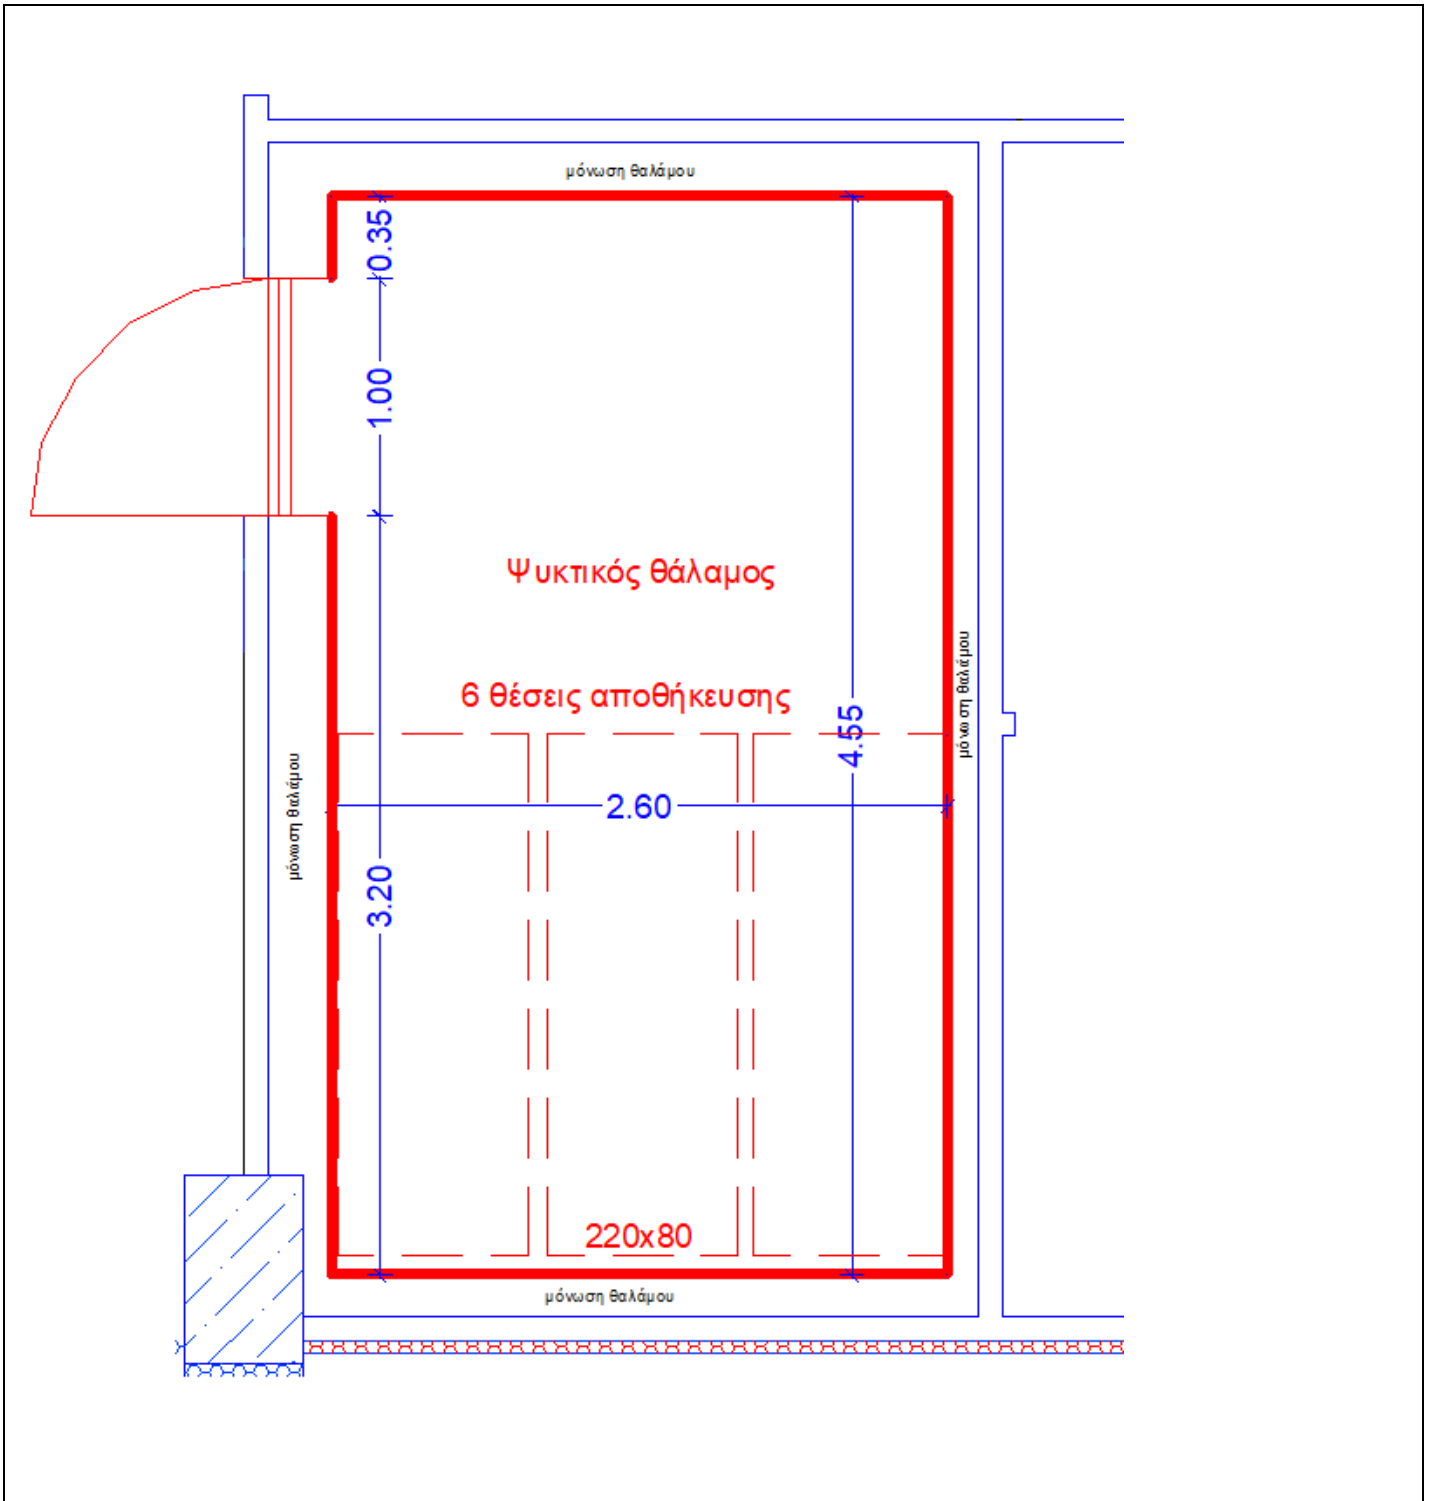 μόνωση θαλάμου
0.35
1.00
Ψυκτικός θάλαμος
6 θέσεις αποθήκευσης
μόνωση θαλάμου
4.55
2.60
μόνωση θαλάμου
3.20
220x80
μόνωση θαλάμου